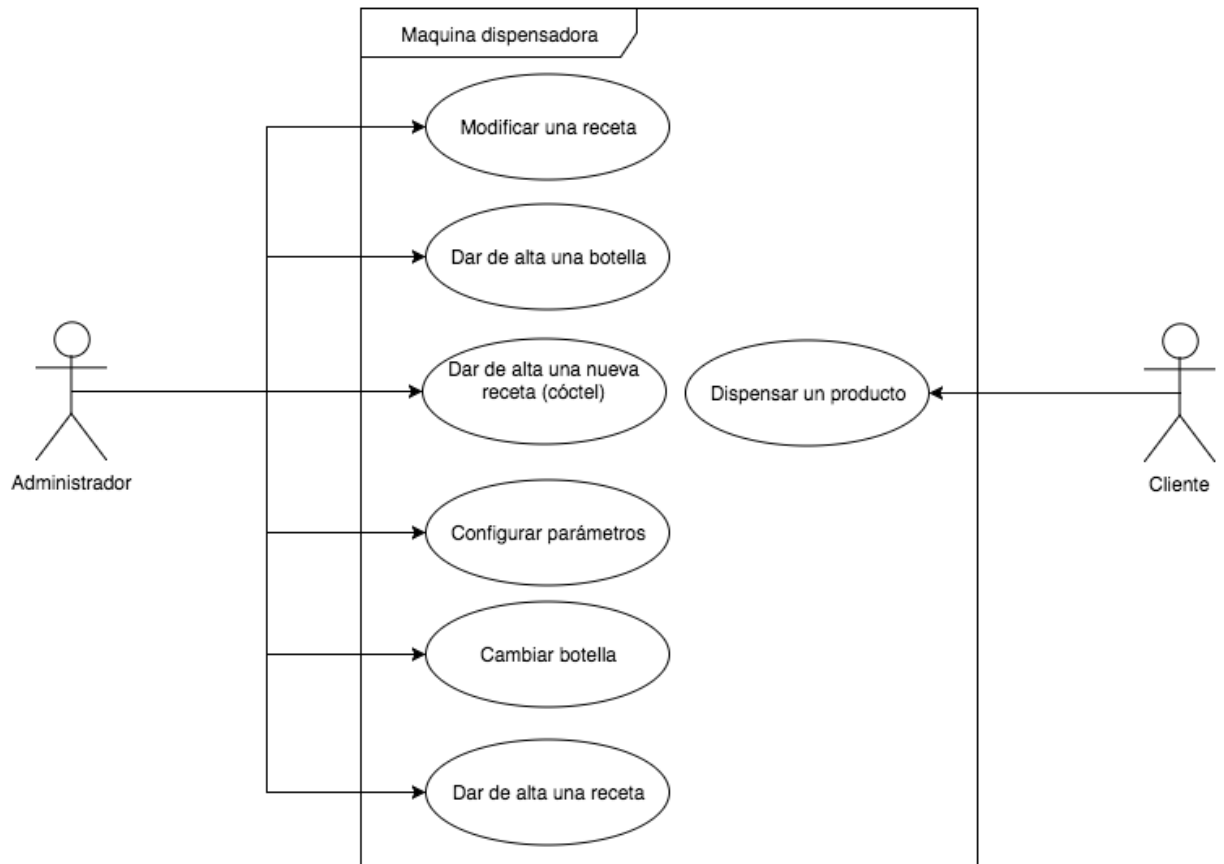 Maquina dispensadora
Modificar una receta
Dar de alta una botella
Dar de alta una nueva
receta (cóctel)
Dispensar un producto
Administrador
Cliente
Configurar parámetros
Cambiar botella
Dar de alta una receta